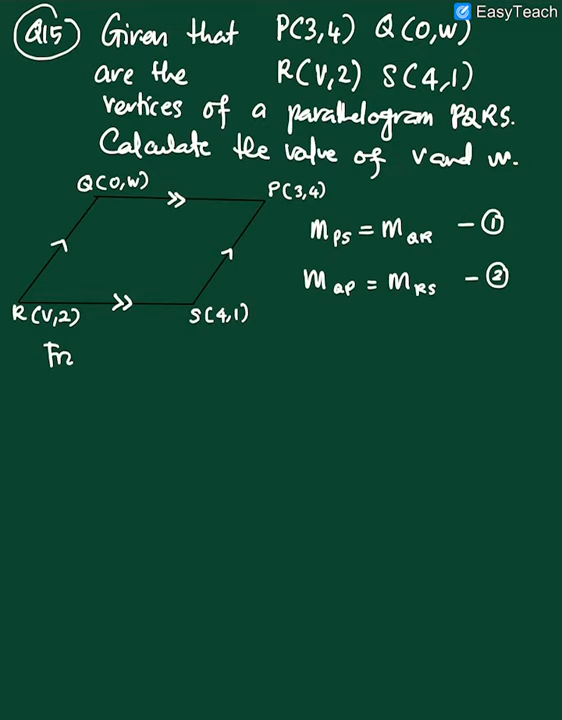 EasyTeach
Q15 Given that P(3,4) Q(0,w)
are the R(V,2) S(4,1)
vertices of a parallelogram PQRS.
Calculate the value of v and w.
Q(0,w) P(3,4)
R(V,2) S(4,1)
m_PS = m_QR - ①
m_QP = m_RS - ②
Fr